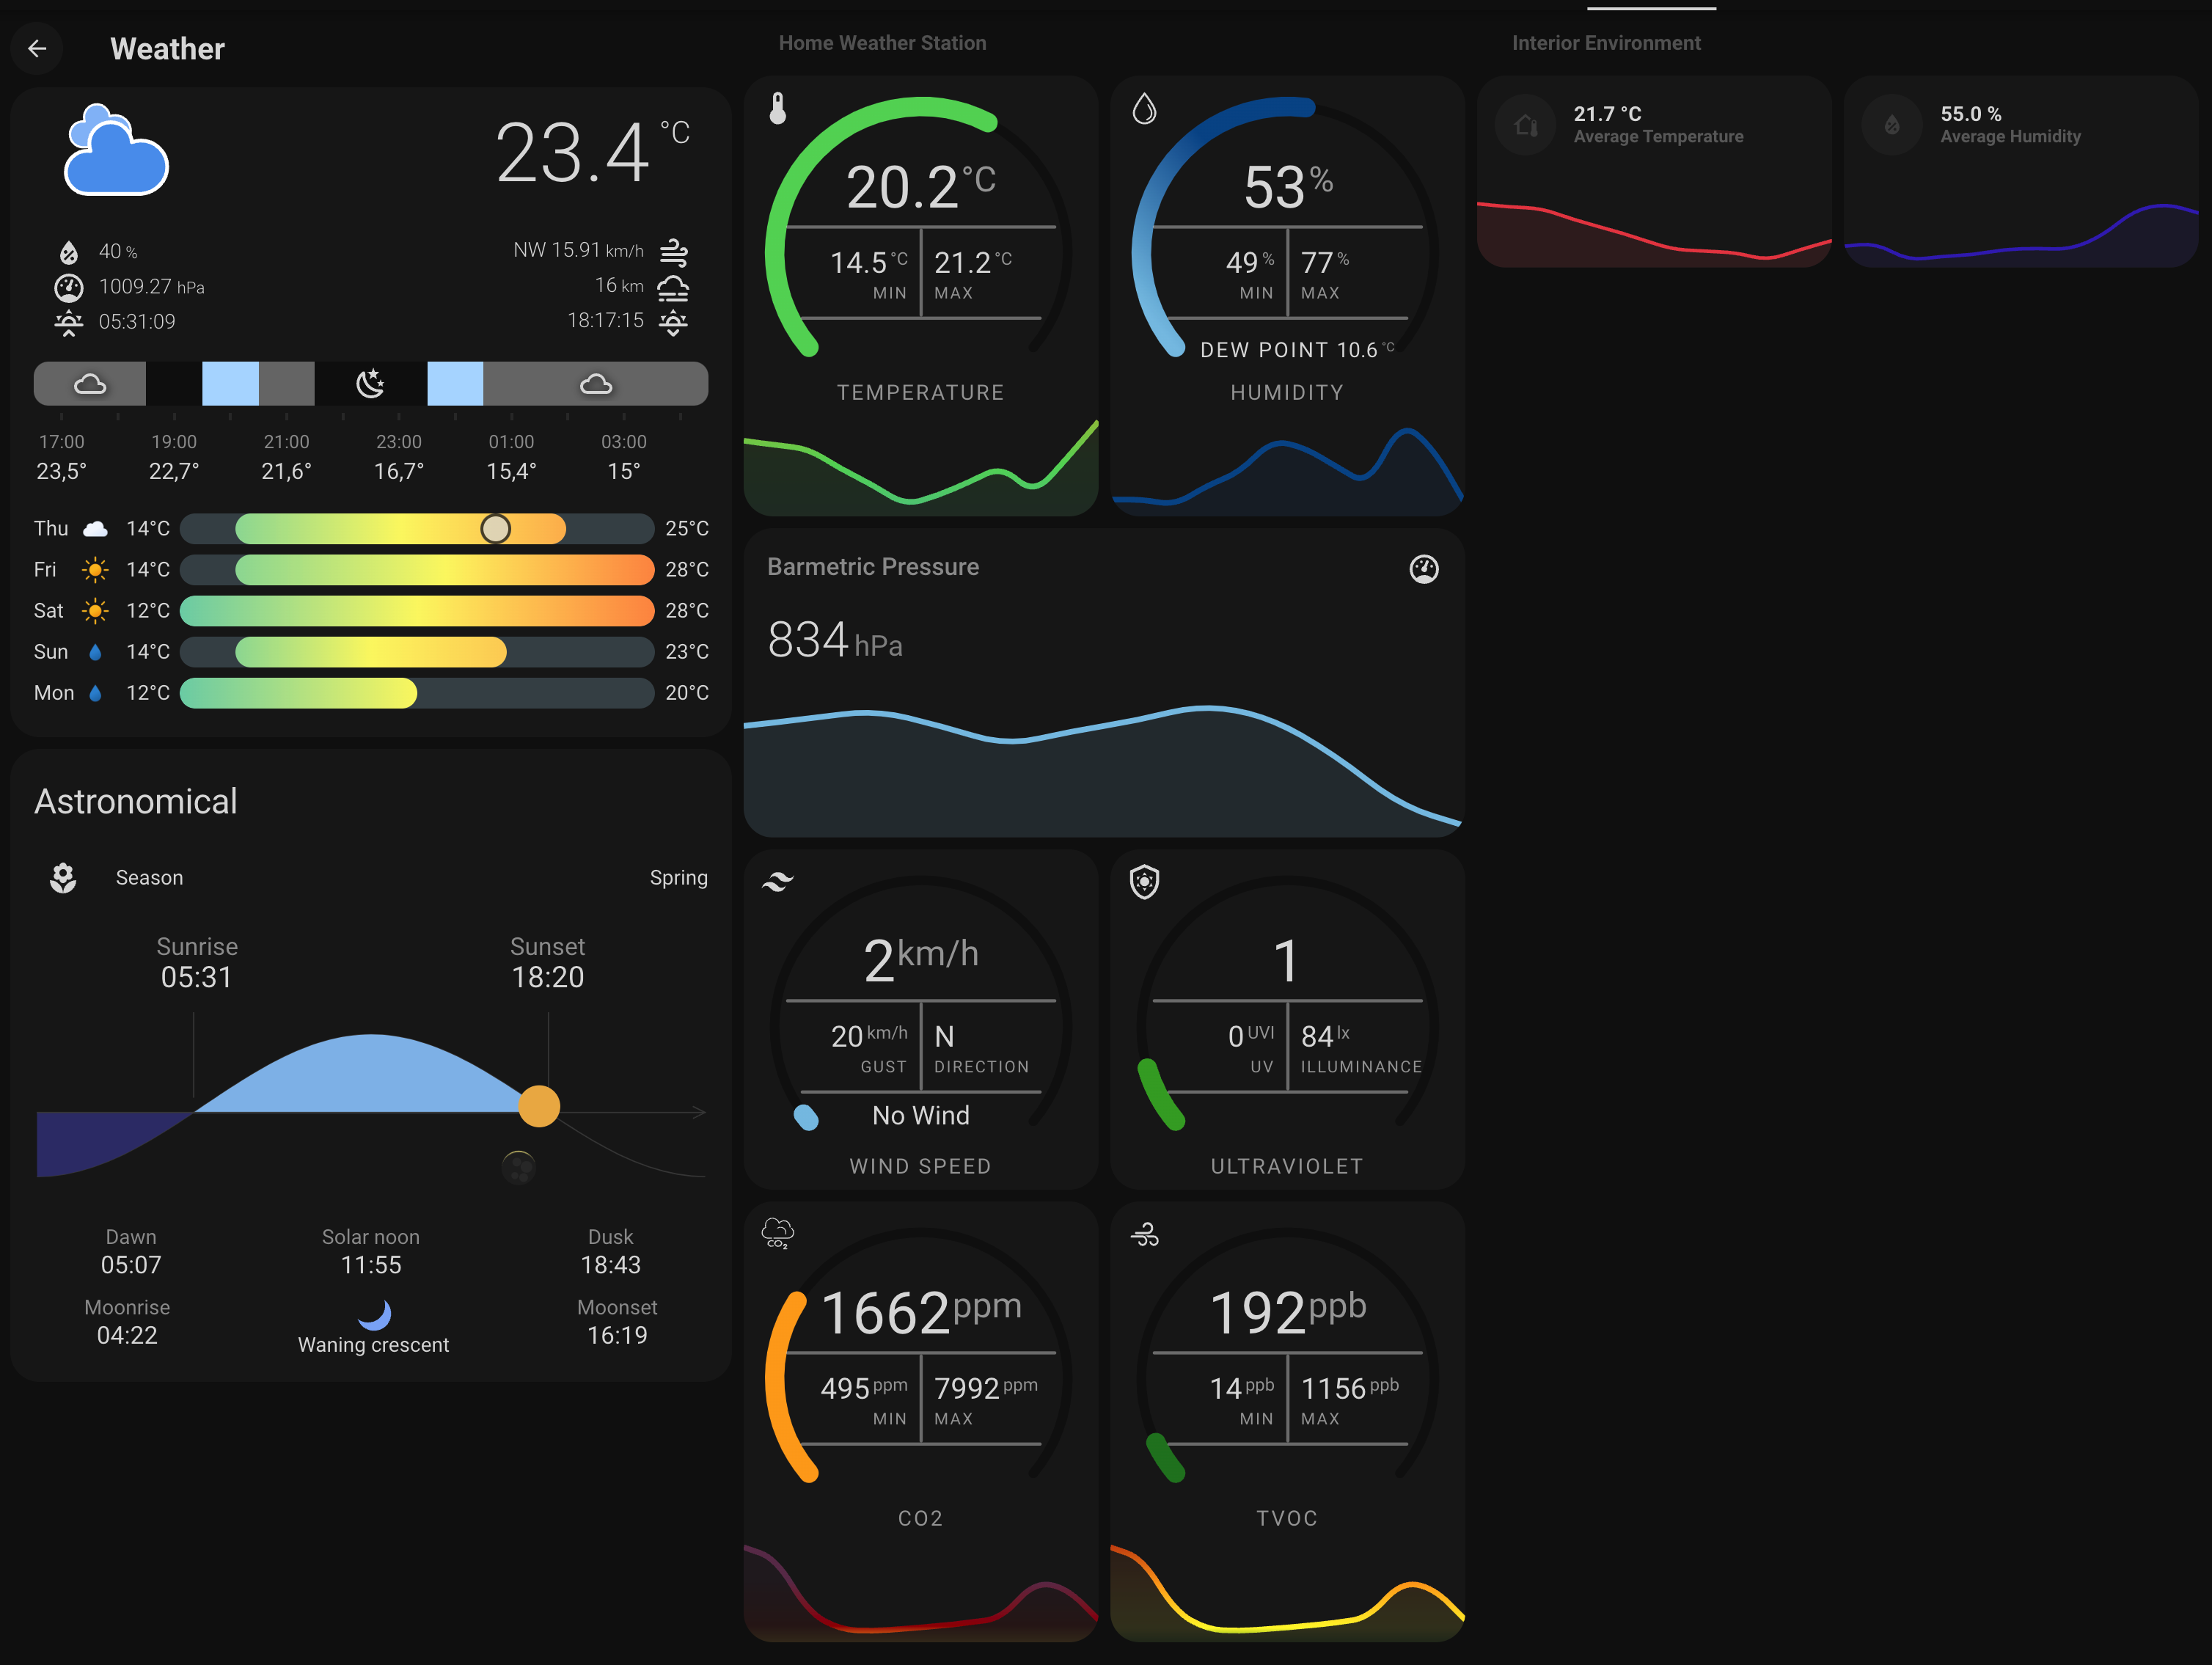 Weather
23.4 °C
40 %
NW 15.91 km/h
1009.27 hPa
16 km
05:31:09
18:17:15
17:00 19:00 21:00 23:00 01:00 03:00
23,5° 22,7° 21,6° 16,7° 15,4° 15°
Thu 14°C 25°C
Fri 14°C 28°C
Sat 12°C 28°C
Sun 14°C 23°C
Mon 12°C 20°C
Astronomical
Season Spring
Sunrise Sunset
05:31 18:20
Dawn Solar noon Dusk
05:07 11:55 18:43
Moonrise Moonset
04:22 16:19
Waning crescent
Home Weather Station
20.2 °C
14.5 °C 21.2 °C
MIN MAX
TEMPERATURE
53 %
49 % 77 %
MIN MAX
DEW POINT 10.6 °C
HUMIDITY
Barmetric Pressure
834 hPa
2 km/h
20 km/h N
GUST DIRECTION
No Wind
WIND SPEED
1
0 UVI 84 lx
UV ILLUMINANCE
ULTRAVIOLET
CO2
1662 ppm
495 ppm 7992 ppm
MIN MAX
CO2
192 ppb
14 ppb 1156 ppb
MIN MAX
TVOC
Interior Environment
21.7 °C
Average Temperature
55.0 %
Average Humidity